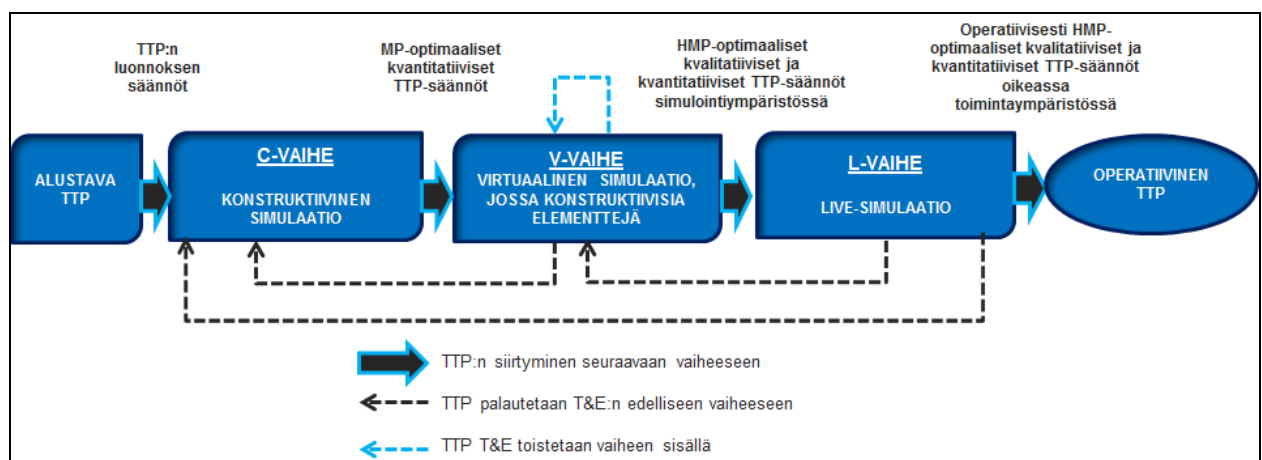 TTP:n
luonnoksen
säännöt
MP-optimaaliset
kvantitatiiviset
TTP-säännöt
HMP-optimaaliset
kvalitatiiviset ja
kvantitatiiviset TTP-säännöt
simulointiympäristössä
Operatiivisesti HMP-
optimaaliset kvalitatiiviset ja
kvantitatiiviset TTP-säännöt
oikeassa
toimintaympäristössä
ALUSTAVA
TTP
C-VAIHE
KONSTRUKTIIVINEN
SIMULAATIO
V-VAIHE
VIRTUAALINEN SIMULAATIO,
JOSSA KONSTRUKTIIVISIA
ELEMENTTEJÄ
L-VAIHE
LIVE-SIMULAATIO
OPERATIIVINEN
TTP
TTP:n siirtyminen seuraavaan vaiheeseen
TTP palautetaan T&E:n edelliseen vaiheeseen
TTP T&E toistetaan vaiheen sisällä